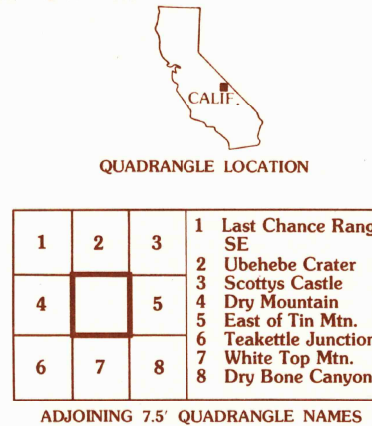 CALIF.
QUADRANGLE LOCATION
1 2 3
4 5
6 7 8
1 Last Chance Rang
SE
2 Ubehebe Crater
3 Scottys Castle
4 Dry Mountain
5 East of Tin Mtn.
6 Teakettle Junction
7 White Top Mtn.
8 Dry Bone Canyon
ADJOINING 7.5' QUADRANGLE NAMES